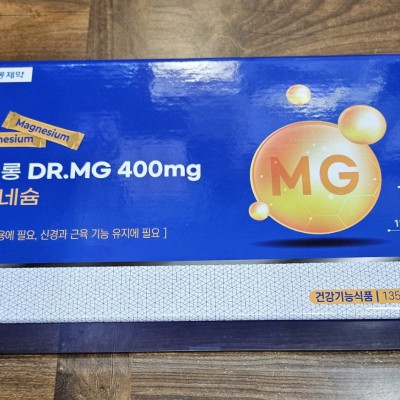 제약
Magnesium
nesium
롱 DR.MG 400mg
네슘
용에 필요, 신경과 근육 기능 유지에 필요 ]
MG
건강기능식품 | 135